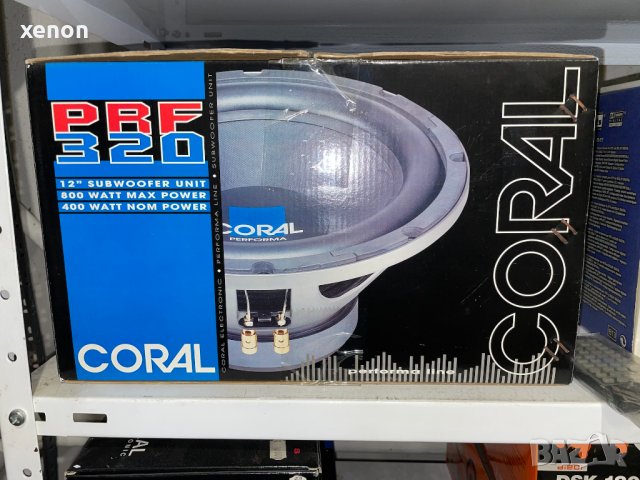 xenon
PRF
320
12" SUBWOOFER UNIT
800 WATT MAX POWER
400 WATT NOM POWER
CORAL
CORAL ELECTRONIC • PERFORMA LINE • SUBWOOFER UNIT
CORAL
PERFORMA
performa line
CORAL
BAZAR